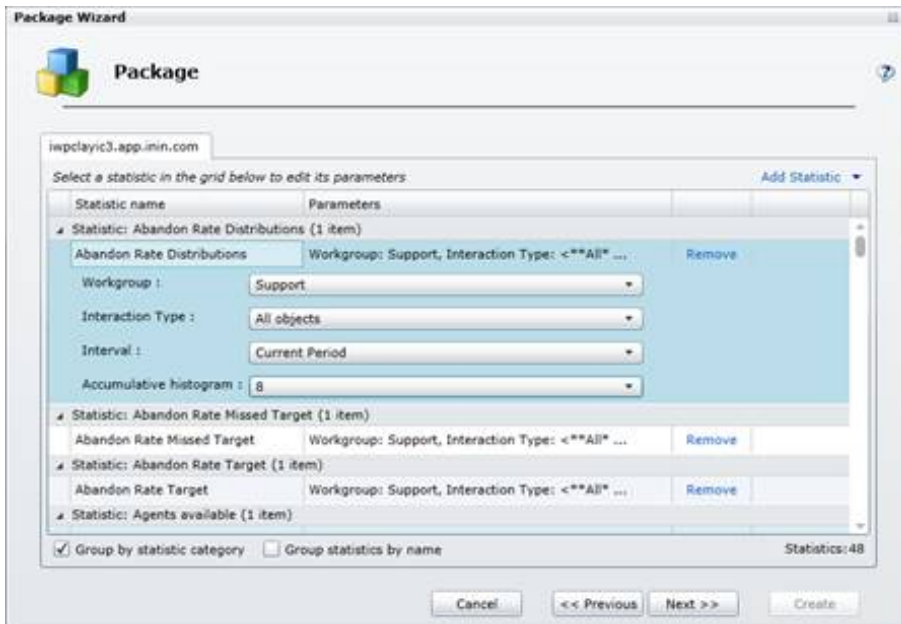 Package Wizard
Package
iwpclayic3.app.inin.com
Select a statistic in the grid below to edit its parameters Add Statistic
Statistic name Parameters
Statistic: Abandon Rate Distributions (1 item)
Abandon Rate Distributions Workgroup: Support, Interaction Type: <**All* ... Remove
Workgroup : Support
Interaction Type : All objects
Interval : Current Period
Accumulative histogram : 8
Statistic: Abandon Rate Missed Target (1 item)
Abandon Rate Missed Target Workgroup: Support, Interaction Type: <**All* ... Remove
Statistic: Abandon Rate Target (1 item)
Abandon Rate Target Workgroup: Support, Interaction Type: <**All* ... Remove
Statistic: Agents available (1 item)
Group by statistic category Group statistics by name Statistics:48
Cancel << Previous Next >> Create